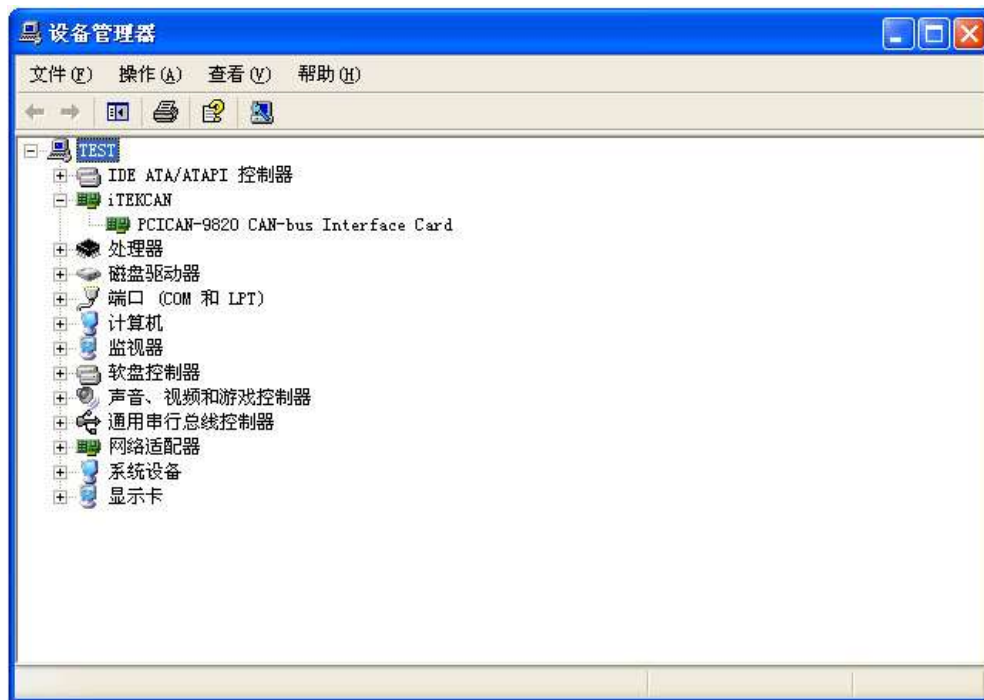 设备管理器
文件(F) 操作(A) 查看(V) 帮助(H)
TEST
IDE ATA/ATAPI 控制器
iTEKCAN
PCICAN-9820 CAN-bus Interface Card
处理器
磁盘驱动器
端口 (COM 和 LPT)
计算机
监视器
软盘控制器
声音、视频和游戏控制器
通用串行总线控制器
网络适配器
系统设备
显示卡